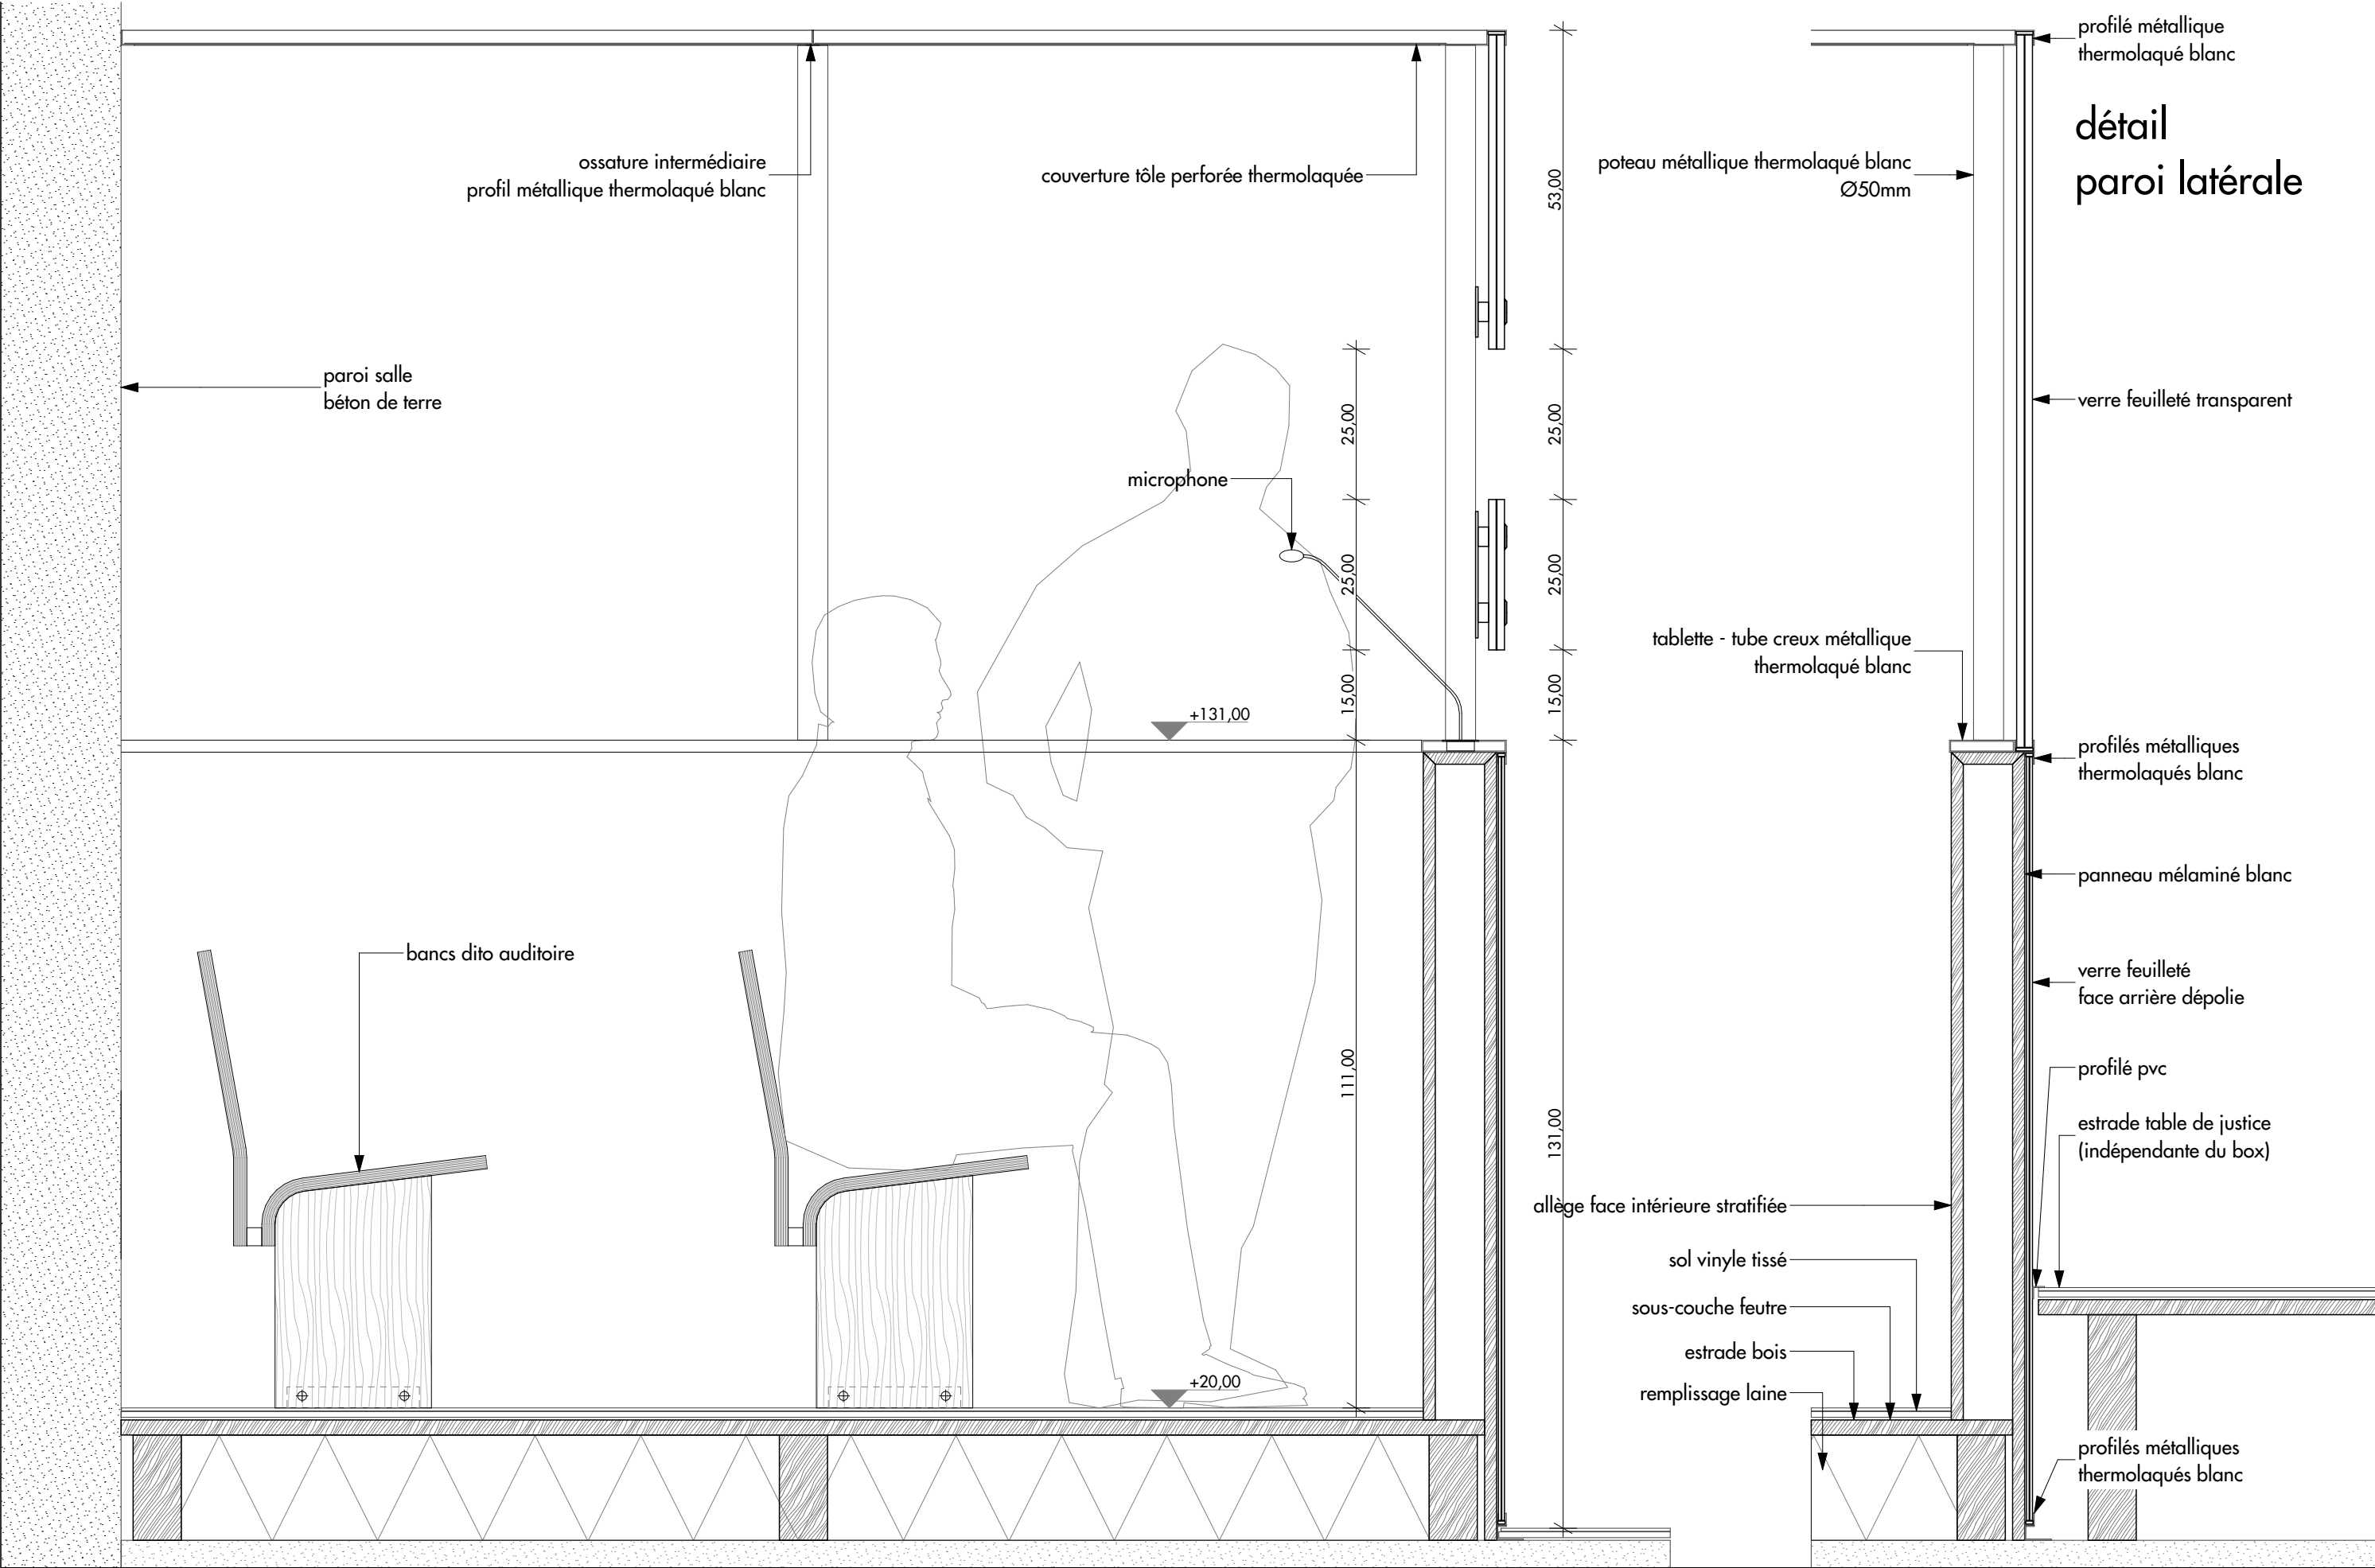 profilé métallique
thermolaqué blanc
détail
paroi latérale
ossature intermédiaire
profil métallique thermolaqué blanc
couverture tôle perforée thermolaquée
53,00
poteau métallique thermolaqué blanc
Ø50mm
paroi salle
béton de terre
25,00
25,00
verre feuilleté transparent
microphone
25,00
25,00
tablette - tube creux métallique
thermolaqué blanc
15,00
15,00
+131,00
profilés métalliques
thermolaqués blanc
panneau mélaminé blanc
bancs dito auditoire
verre feuilleté
face arrière dépolie
111,00
131,00
profilé pvc
estrade table de justice
(indépendante du box)
allège face intérieure stratifiée
sol vinyle tissé
sous-couche feutre
estrade bois
+20,00
remplissage laine
profilés métalliques
thermolaqués blanc